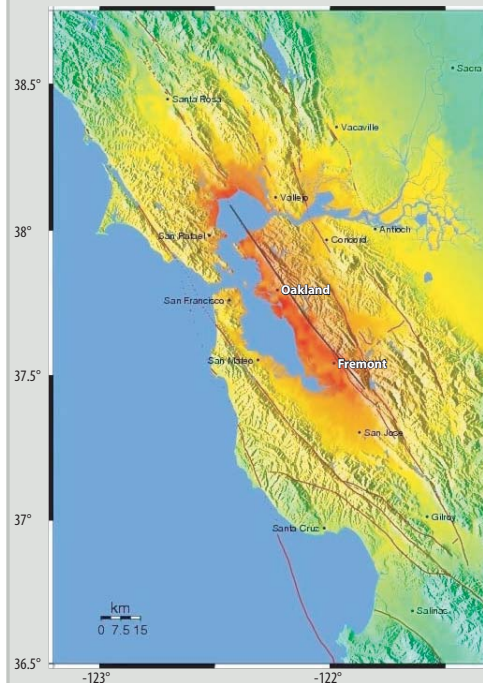 Sacra
38.5°
Santa Rosa
Vacaville
Vallejo
38°
San Rafael
Antioch
Concord
Oakland
San Francisco
San Mateo
Fremont
37.5°
San Jose
37°
Gilroy
Santa Cruz
Salinas
km
0 7.5 15
36.5°
-123° -122°